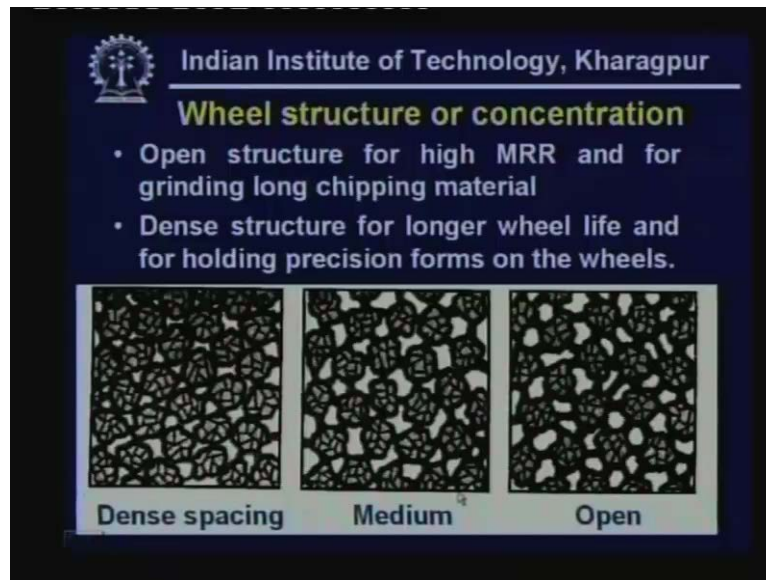 Indian Institute of Technology, Kharagpur
Wheel structure or concentration
• Open structure for high MRR and for
grinding long chipping material
• Dense structure for longer wheel life and
for holding precision forms on the wheels.
Dense spacing Medium Open